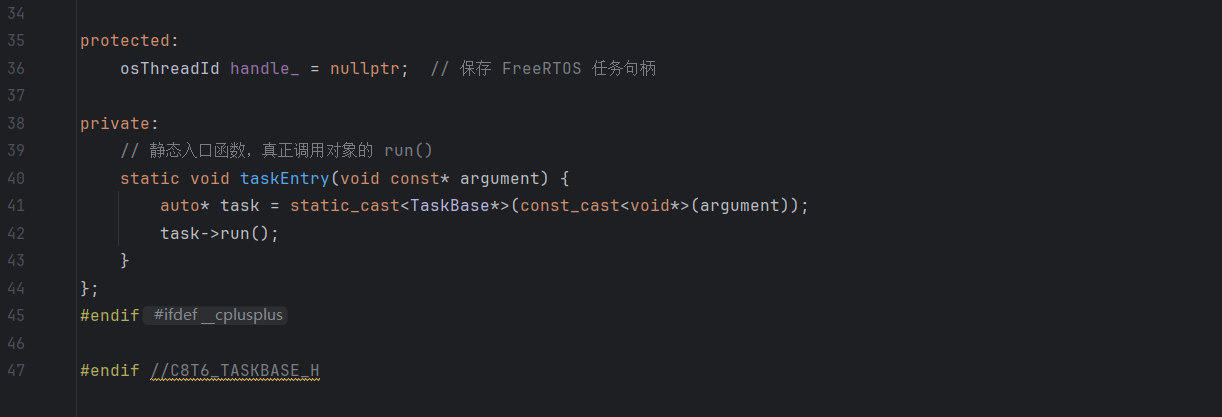 34
35 protected:
36 osThreadId handle_ = nullptr;  // 保存 FreeRTOS 任务句柄
37
38 private:
39 // 静态入口函数，真正调用对象的 run()
40 static void taskEntry(void const* argument) {
41 auto* task = static_cast<TaskBase*>(const_cast<void*>(argument));
42 task->run();
43 }
44 };
45 #endif #ifdef __cplusplus
46
47 #endif //C8T6_TASKBASE_H